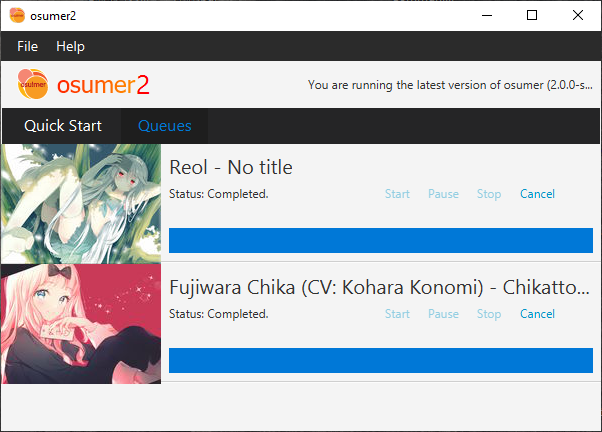 osumer2
File Help
osumer
osumer2
You are running the latest version of osumer (2.0.0-s...
Quick Start Queues
Reol - No title
Status: Completed. Start Pause Stop Cancel
Fujiwara Chika (CV: Kohara Konomi) - Chikatto...
Status: Completed. Start Pause Stop Cancel